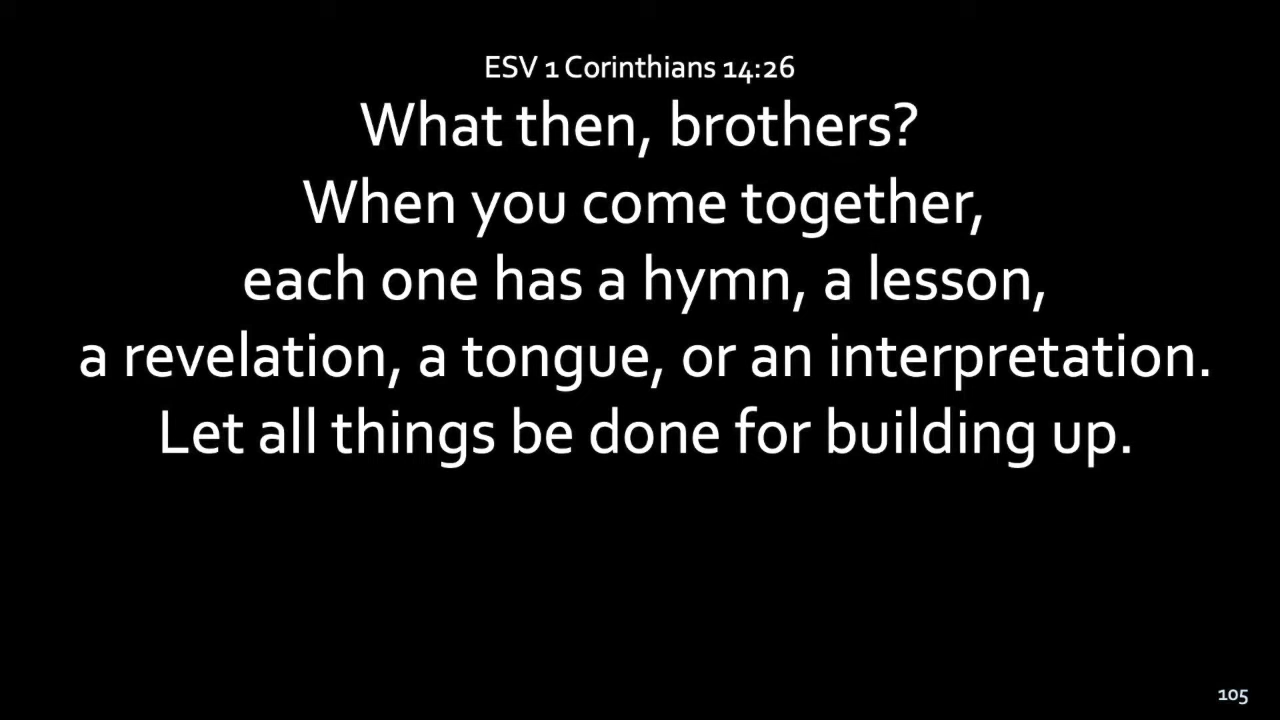 ESV 1 Corinthians 14:26
What then, brothers?
When you come together,
each one has a hymn, a lesson,
a revelation, a tongue, or an interpretation.
Let all things be done for building up.
105